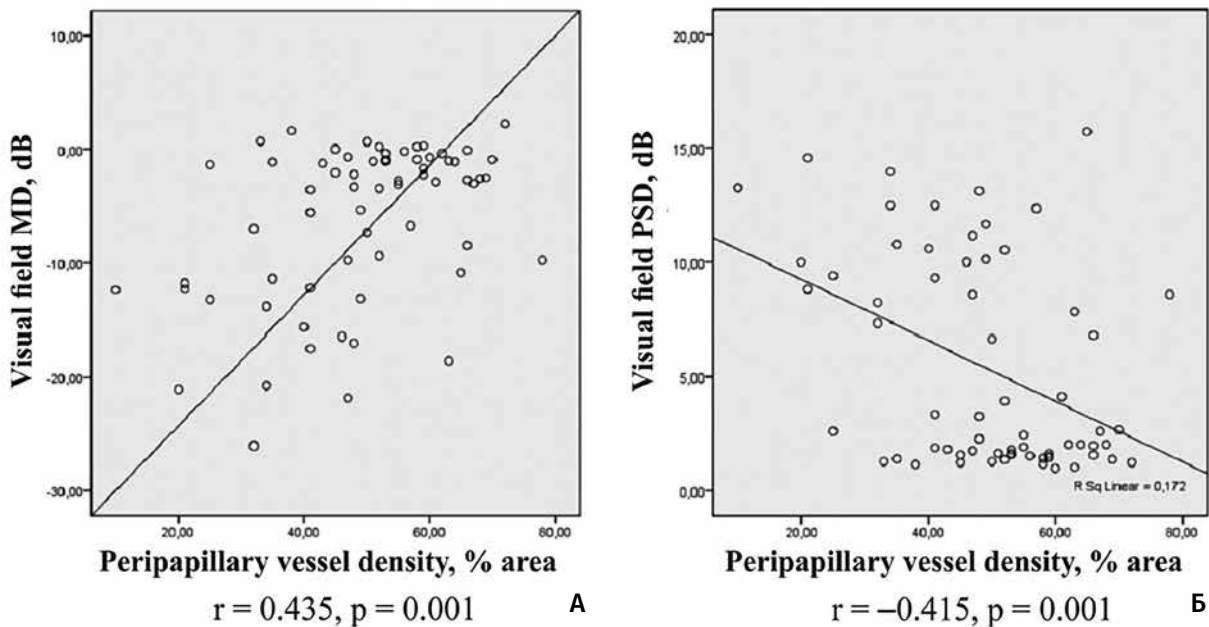 10,00
0,00
-10,00
-20,00
-30,00
Visual field MD, dB
20,00 40,00 60,00 80,00
Peripapillary vessel density, % area
r = 0.435, p = 0.001
А
20,00
15,00
10,00
5,00
0,00
Visual field PSD, dB
R Sq Linear = 0,172
20,00 40,00 60,00 80,00
Peripapillary vessel density, % area
r = –0.415, p = 0.001
Б